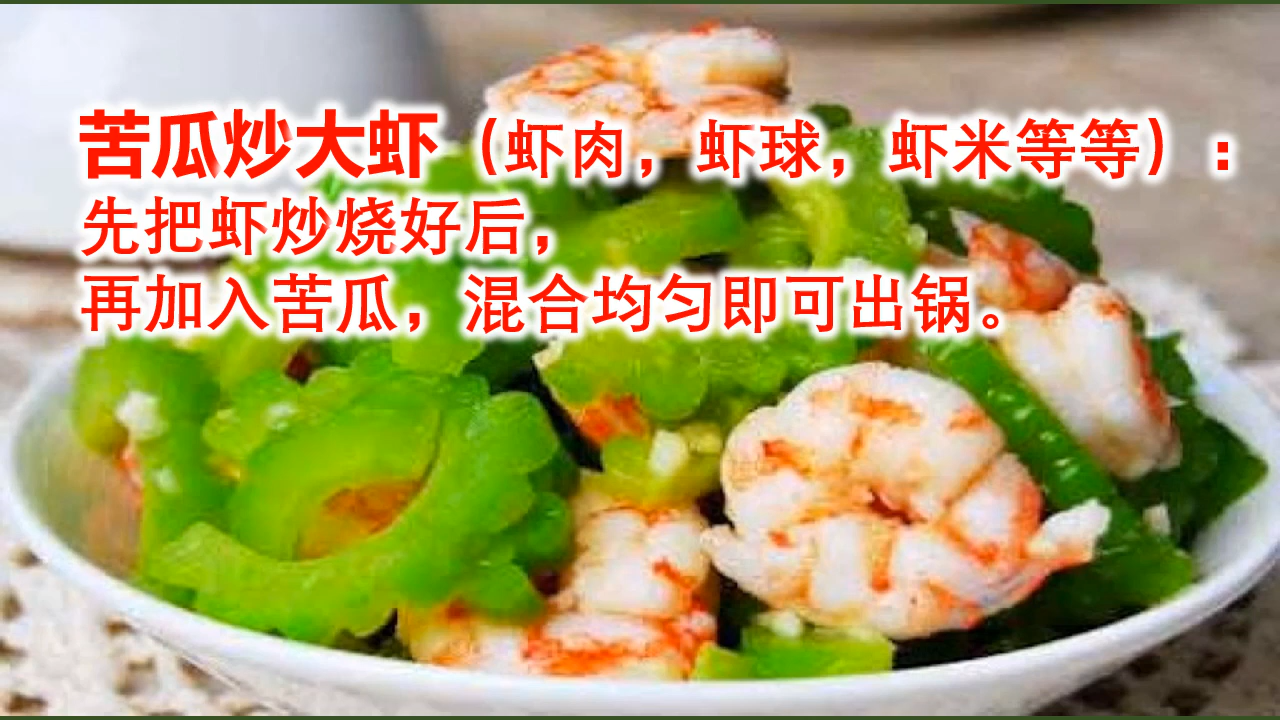 苦瓜炒大虾（虾肉，虾球，虾米等等）：
先把虾炒烧好后，
再加入苦瓜，混合均匀即可出锅。